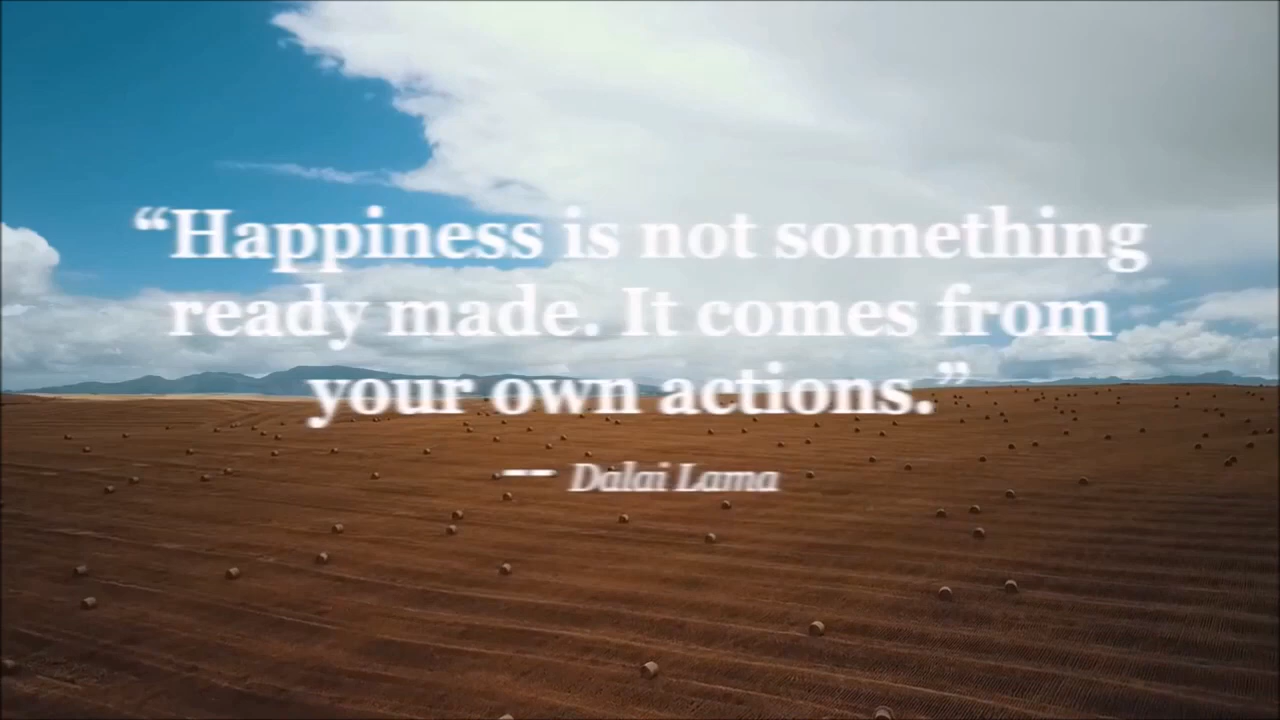 “Happiness is not something
ready made. It comes from
your own actions.”
— Dalai Lama